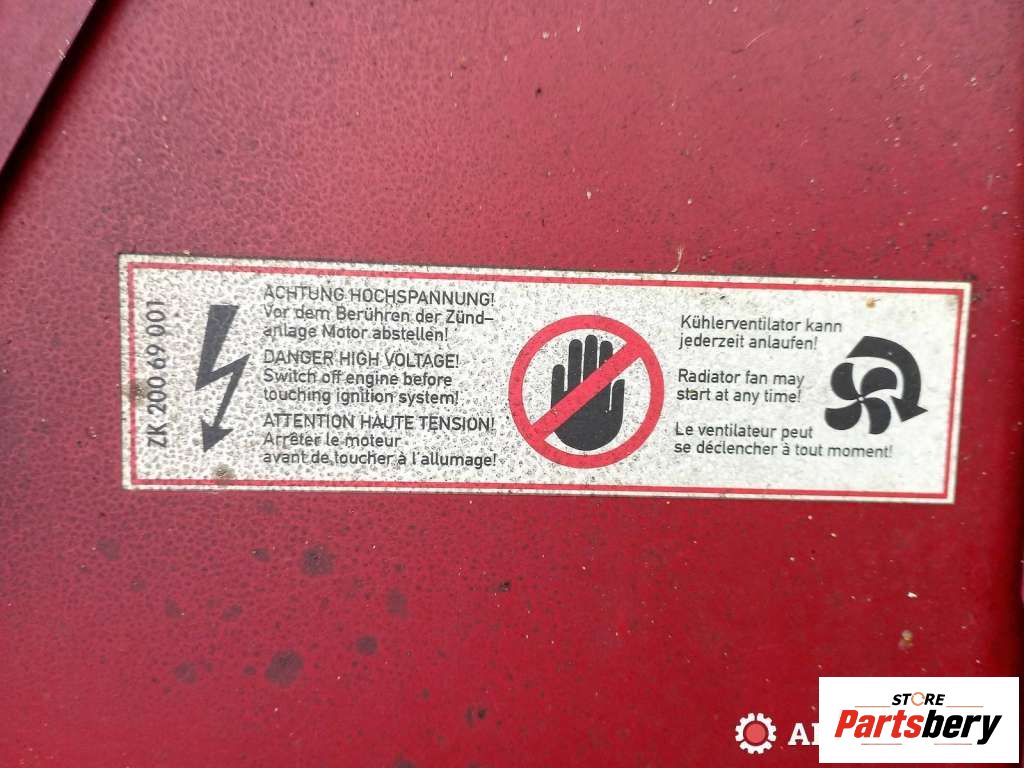 ZK 200 69 001
ACHTUNG HOCHSPANNUNG!
Vor dem Berühren der Zünd-
anlage Motor abstellen!
DANGER HIGH VOLTAGE!
Switch off engine before
touching ignition system!
ATTENTION HAUTE TENSION!
Arrêter le moteur
avant de toucher à l'allumage!
Kühlerventilator kann
jederzeit anlaufen!
Radiator fan may
start at any time!
Le ventilateur peut
se déclencher à tout moment!
STORE
Partsbery